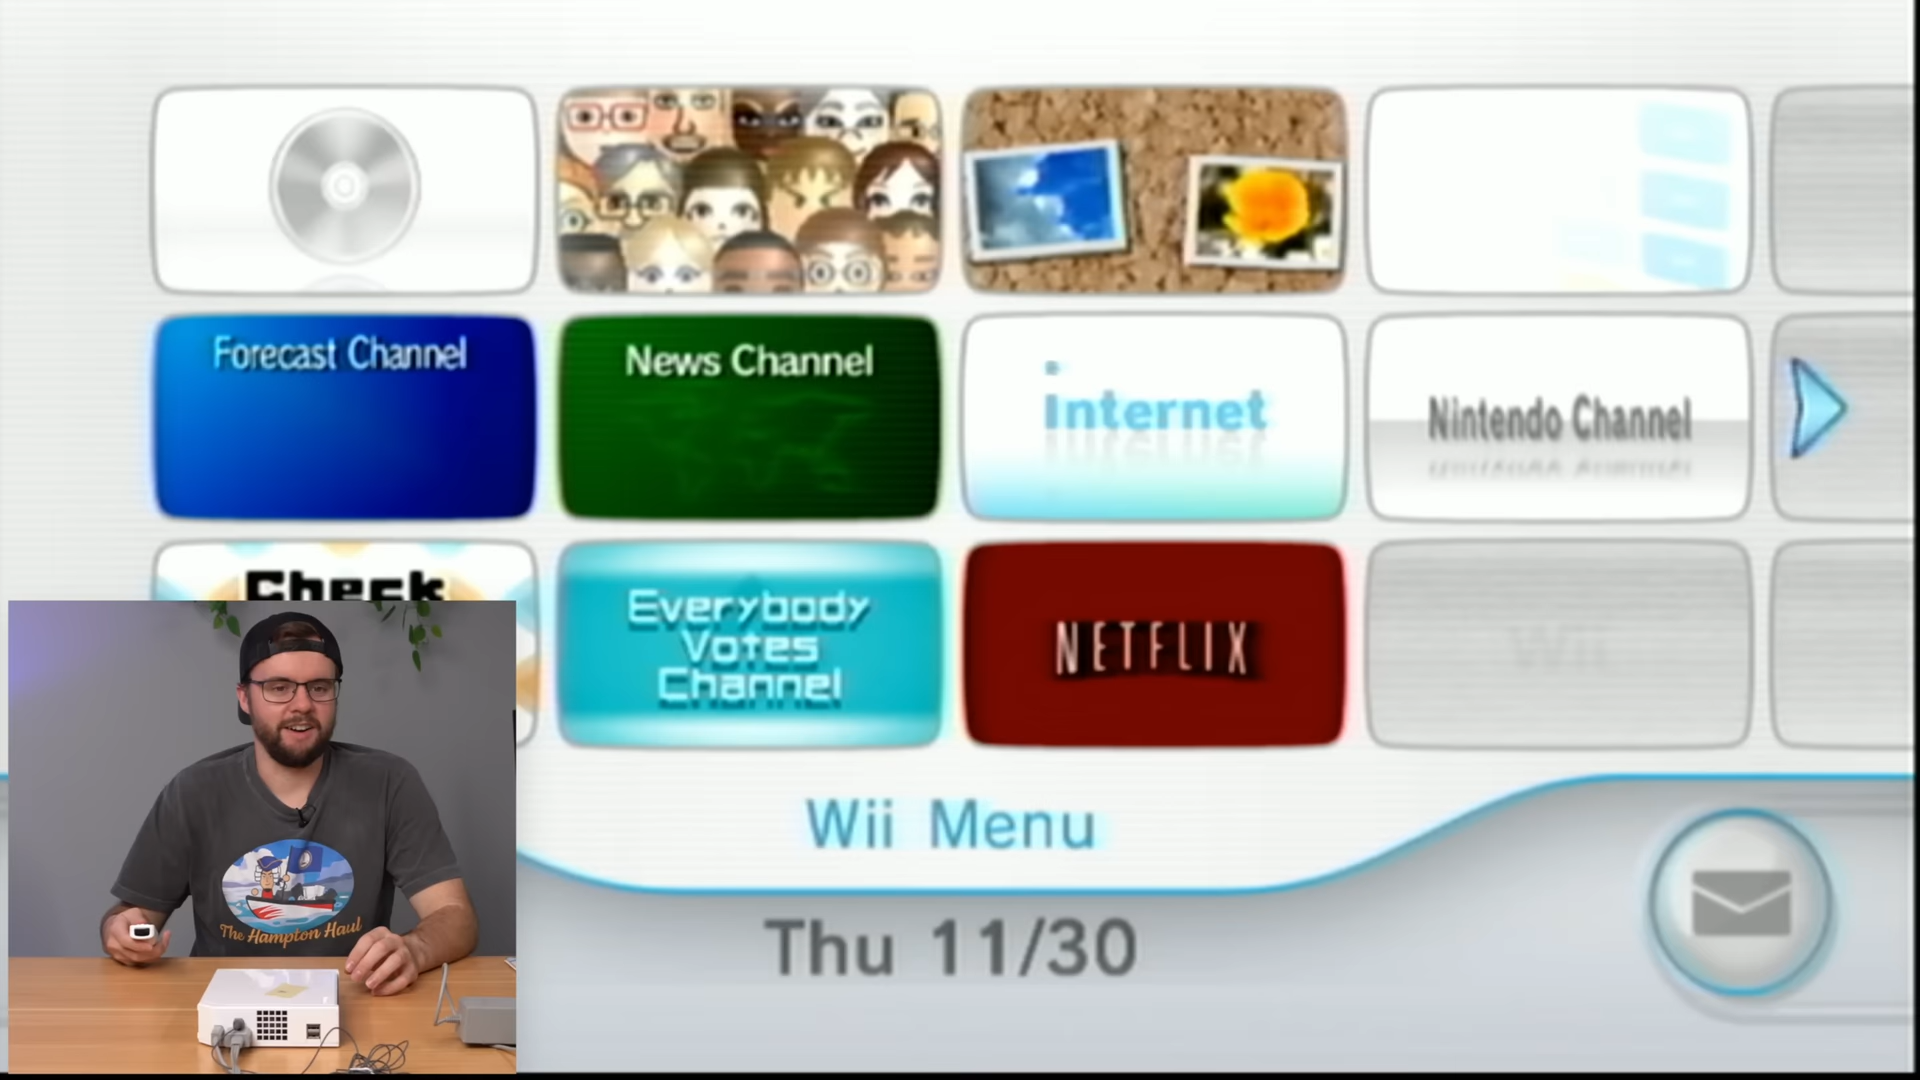 Forecast Channel
News Channel
Internet
Nintendo Channel
Check
Everybody
Votes
Channel
NETFLIX
Wii
Wii Menu
Thu 11/30
The Hampton Haul